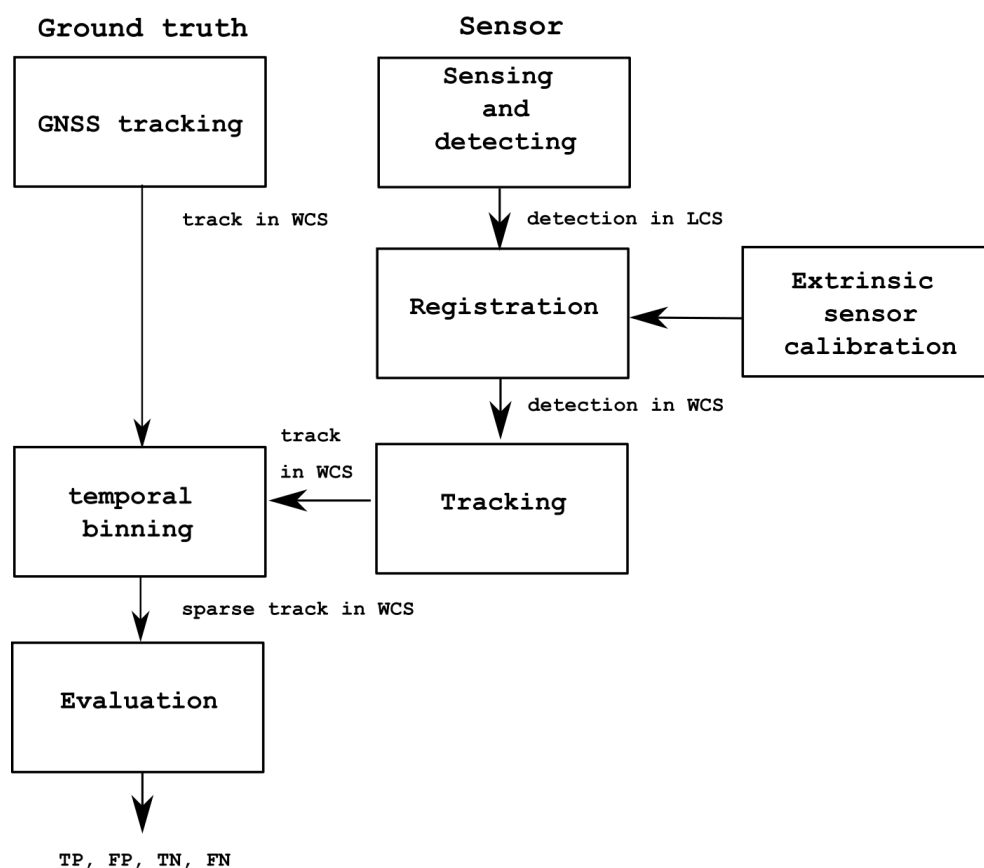 Ground truth
Sensor
GNSS tracking
Sensing
and
detecting
track in WCS
detection in LCS
Registration
Extrinsic
sensor
calibration
detection in WCS
track
in WCS
temporal
binning
Tracking
sparse track in WCS
Evaluation
TP, FP, TN, FN